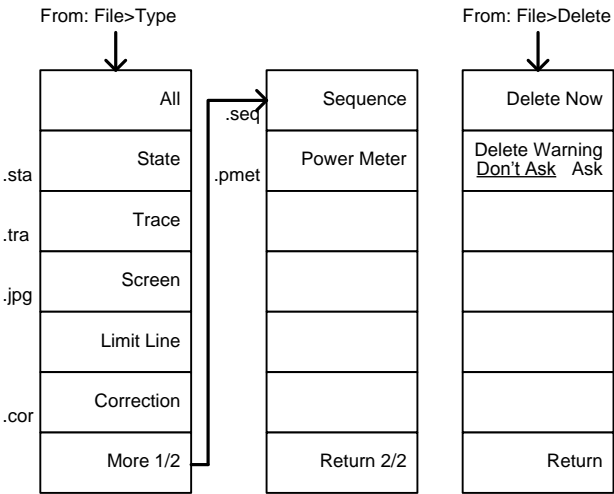 From: File>Type
All
.sta
State
.tra
Trace
.jpg
Screen
Limit Line
.cor
Correction
More 1/2
.seq
Sequence
.pmet
Power Meter
Return 2/2
From: File>Delete
Delete Now
Delete Warning
Don't Ask Ask
Return